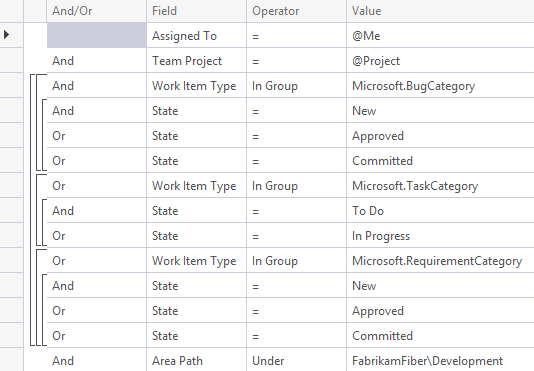 And/Or Field Operator Value
Assigned To = @Me
And Team Project = @Project
And Work Item Type In Group Microsoft.BugCategory
And State = New
Or State = Approved
Or State = Committed
Or Work Item Type In Group Microsoft.TaskCategory
And State = To Do
Or State = In Progress
Or Work Item Type In Group Microsoft.RequirementCategory
And State = New
Or State = Approved
Or State = Committed
And Area Path Under FabrikamFiber\Development